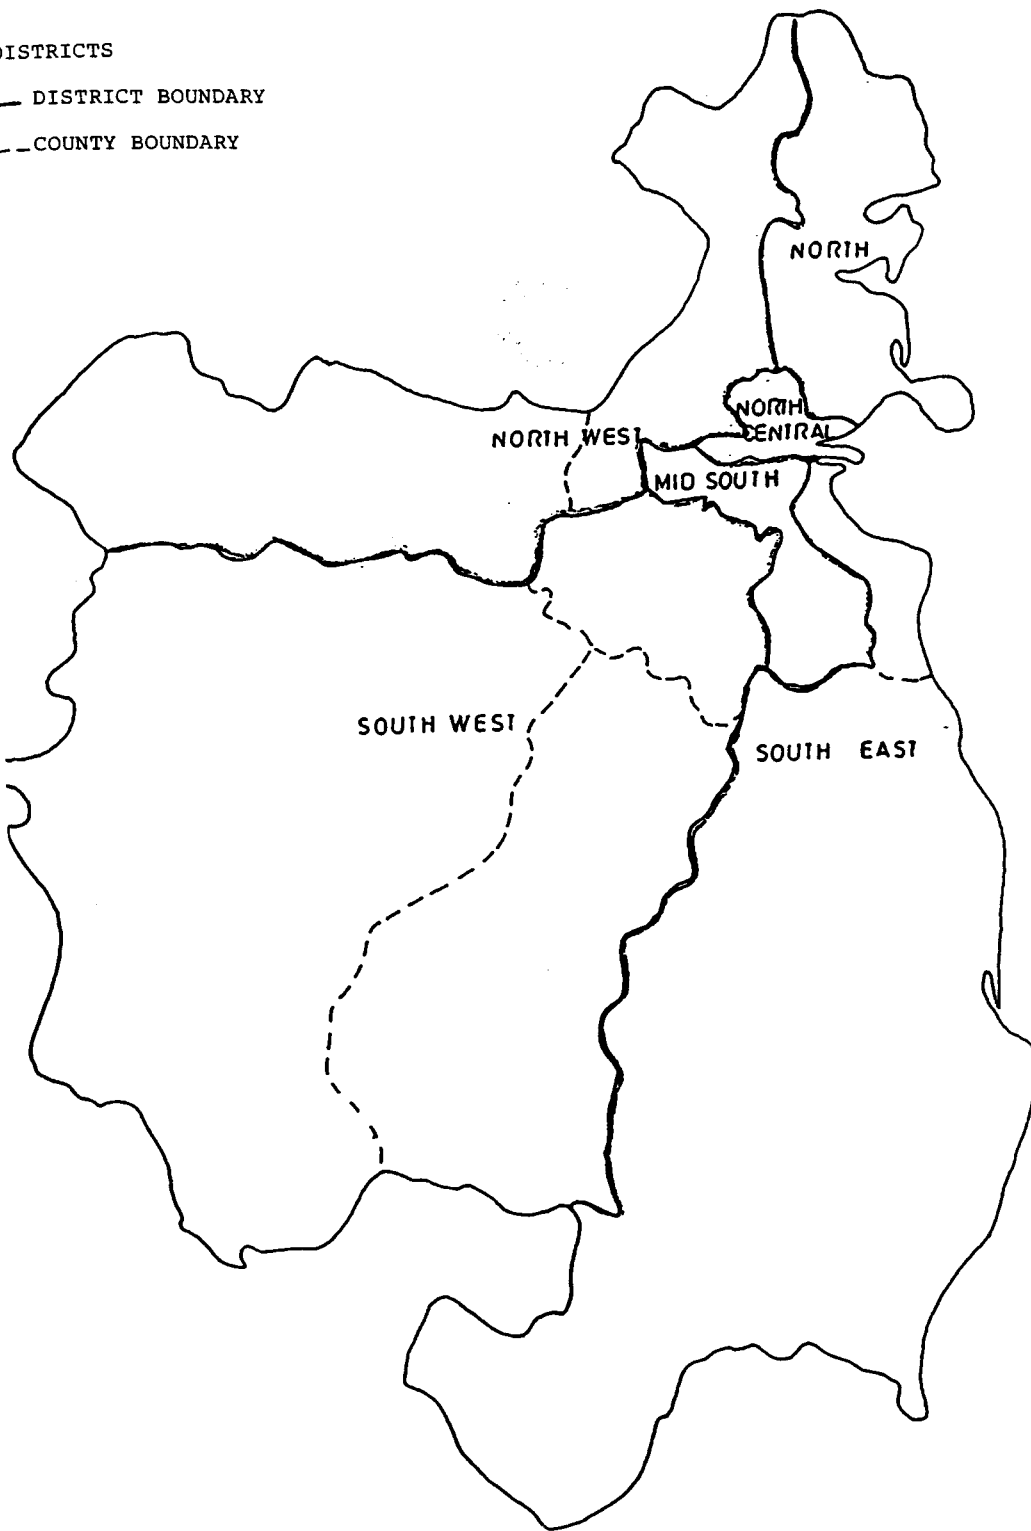 DISTRICTS
DISTRICT BOUNDARY
COUNTY BOUNDARY
NORTH
NORTH
CENTRAL
NORTH WEST
MID SOUTH
SOUTH WEST
SOUTH EAST